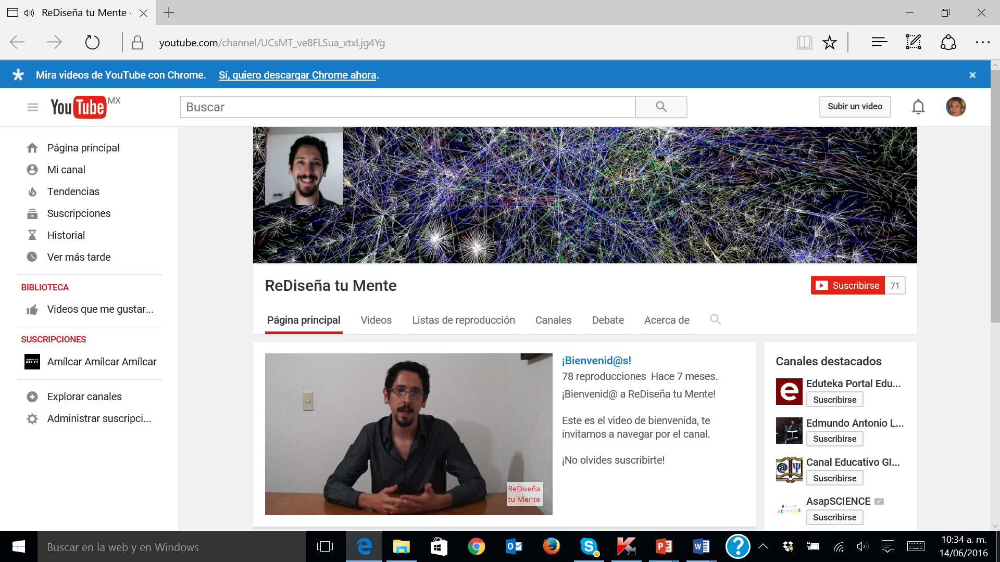 ReDiseña tu Mente
youtube.com/channel/UCsMT_ve8FLSua_xtxLjg4Yg
Mira videos de YouTube con Chrome. Sí, quiero descargar Chrome ahora.
YouTube MX
Buscar
Subir un video
Página principal
Mi canal
Tendencias
Suscripciones
Historial
Ver más tarde
BIBLIOTECA
Videos que me gustar...
SUSCRIPCIONES
Amílcar Amílcar Amílcar
Explorar canales
Administrar suscripci...
ReDiseña tu Mente
Suscribirse 71
Página principal Videos Listas de reproducción Canales Debate Acerca de
ReDiseña
tu Mente
¡Bienvenid@s!
78 reproducciones Hace 7 meses.
¡Bienvenid@ a ReDiseña tu Mente!
Este es el video de bienvenida, te
invitamos a navegar por el canal.
¡No olvides suscribirte!
Canales destacados
Eduteka Portal Edu...
Suscribirse
Edmundo Antonio L...
Suscribirse
Canal Educativo GI...
Suscribirse
AsapSCIENCE
Suscribirse
Buscar en la web y en Windows
10:34 a. m.
14/06/2016